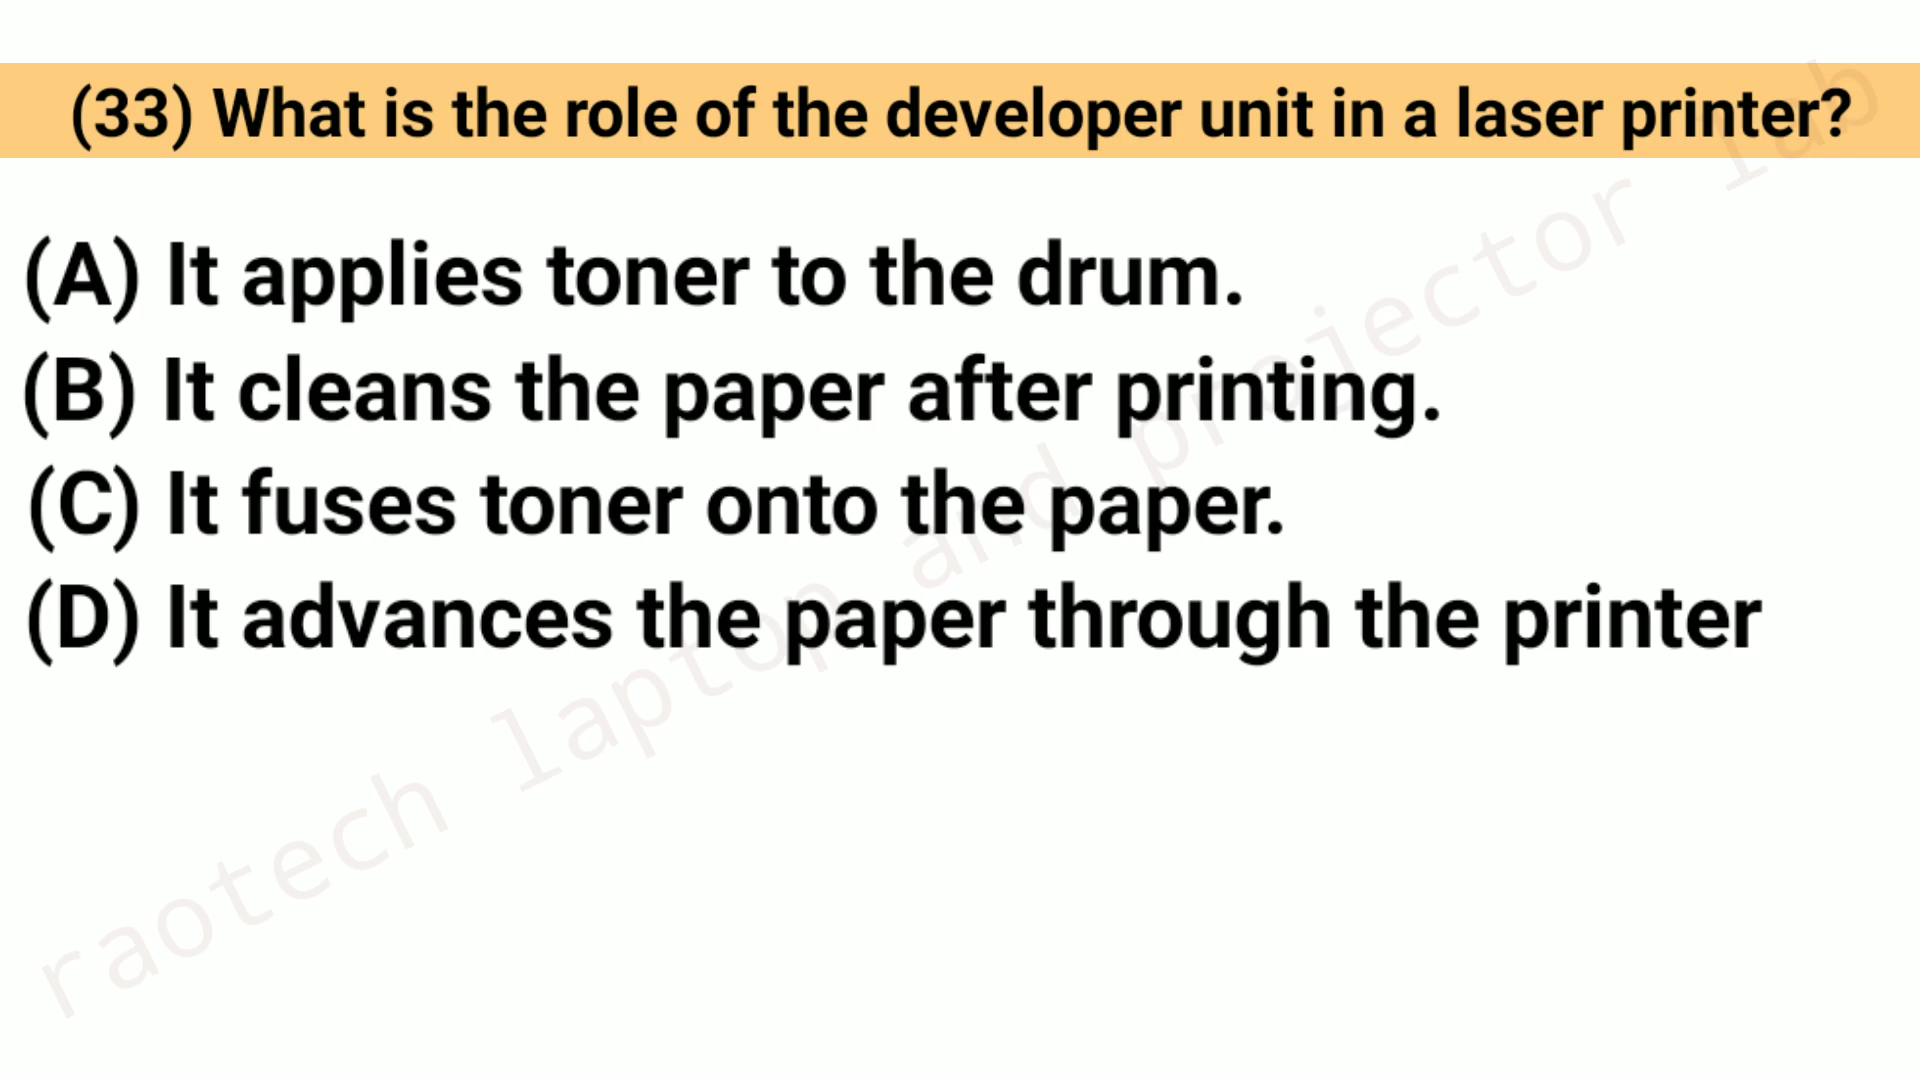 (33) What is the role of the developer unit in a laser printer?
(A) It applies toner to the drum.
(B) It cleans the paper after printing.
(C) It fuses toner onto the paper.
(D) It advances the paper through the printer
raotech laptop and projector lab